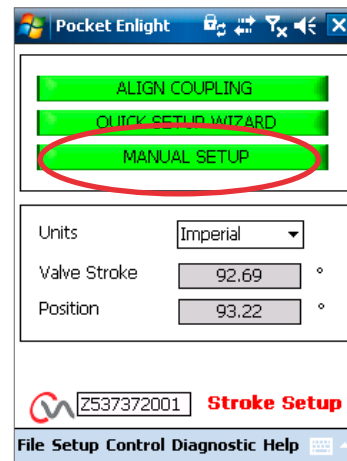 Pocket Enlight
ALIGN COUPLING
QUICK SETUP WIZARD
MANUAL SETUP
Units Imperial
Valve Stroke 92.69 °
Position 93.22 °
Z537372001 Stroke Setup
File Setup Control Diagnostic Help